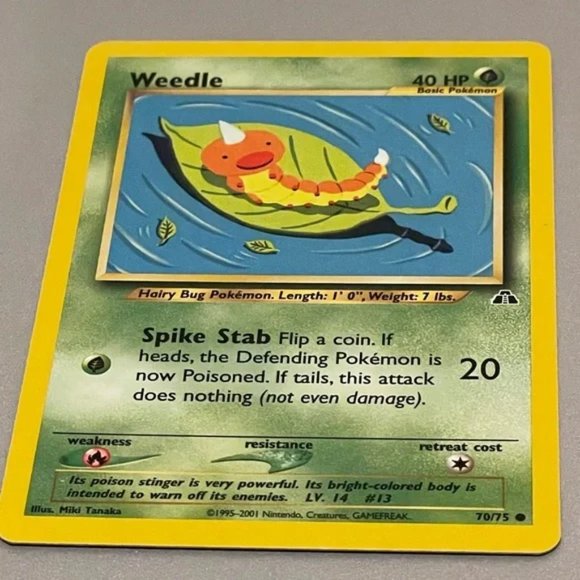 Weedle
40 HP
Basic Pokémon
Hairy Bug Pokémon. Length: 1' 0", Weight: 7 lbs.
Spike Stab Flip a coin. If
heads, the Defending Pokémon is
now Poisoned. If tails, this attack
does nothing (not even damage).
20
weakness
resistance
retreat cost
Its poison stinger is very powerful. Its bright-colored body is
intended to warn off its enemies. LV. 14 #13
Illus. Miki Tanaka
©1995-2001 Nintendo, Creatures, GAMEFREAK.
70/75